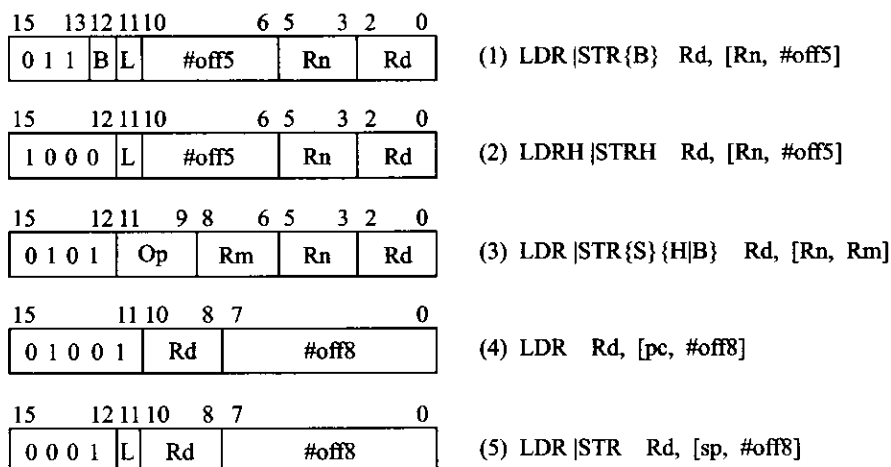 15 13 12 11 10 6 5 3 2 0
0 1 1 B L #off5 Rn Rd (1) LDR|STR{B} Rd, [Rn, #off5]
15 12 11 10 6 5 3 2 0
1 0 0 0 L #off5 Rn Rd (2) LDRH|STRH Rd, [Rn, #off5]
15 12 11 9 8 6 5 3 2 0
0 1 0 1 Op Rm Rn Rd (3) LDR|STR{S}{H|B} Rd, [Rn, Rm]
15 11 10 8 7 0
0 1 0 0 1 Rd #off8 (4) LDR Rd, [pc, #off8]
15 12 11 10 8 7 0
0 0 0 1 L Rd #off8 (5) LDR|STR Rd, [sp, #off8]